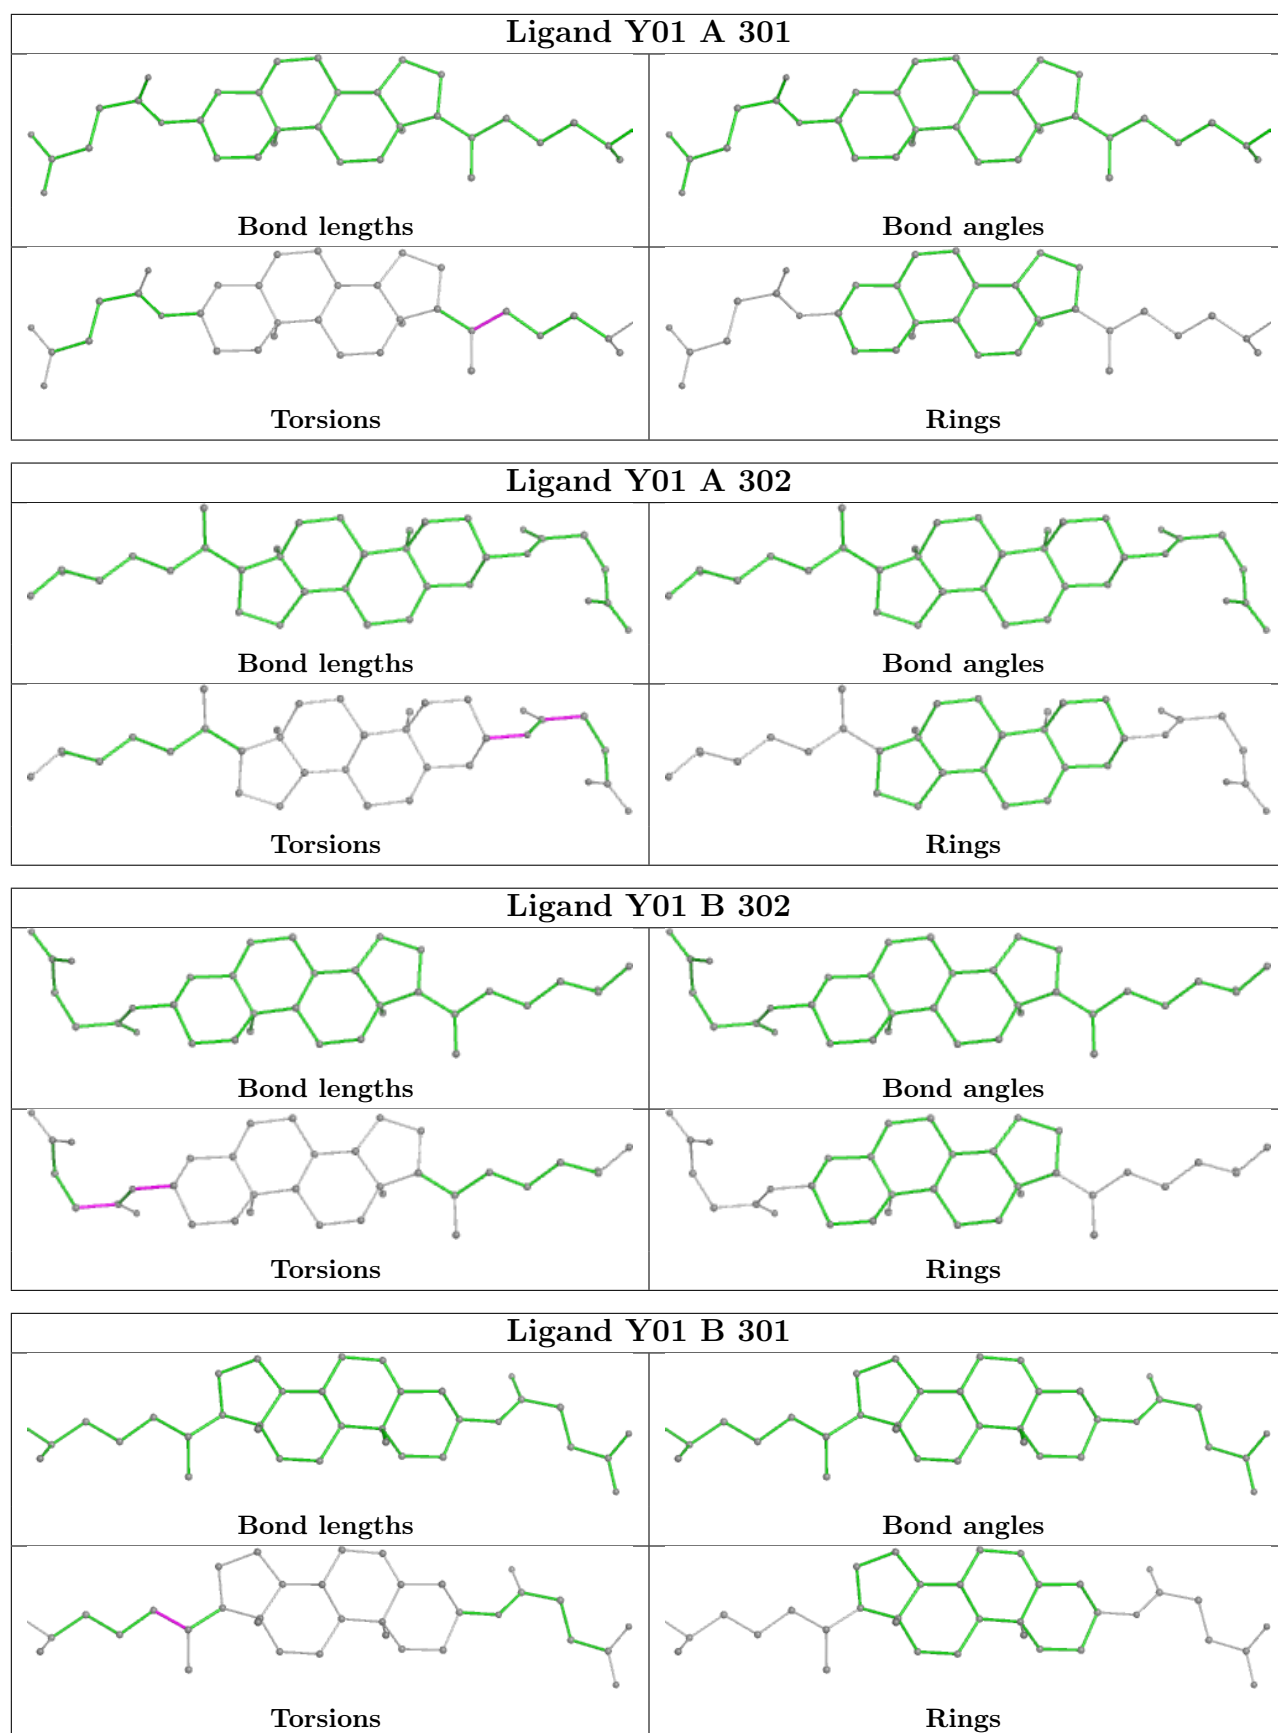 Ligand Y01 A 301
Bond lengths
Bond angles
Torsions
Rings
Ligand Y01 A 302
Bond lengths
Bond angles
Torsions
Rings
Ligand Y01 B 302
Bond lengths
Bond angles
Torsions
Rings
Ligand Y01 B 301
Bond lengths
Bond angles
Torsions
Rings